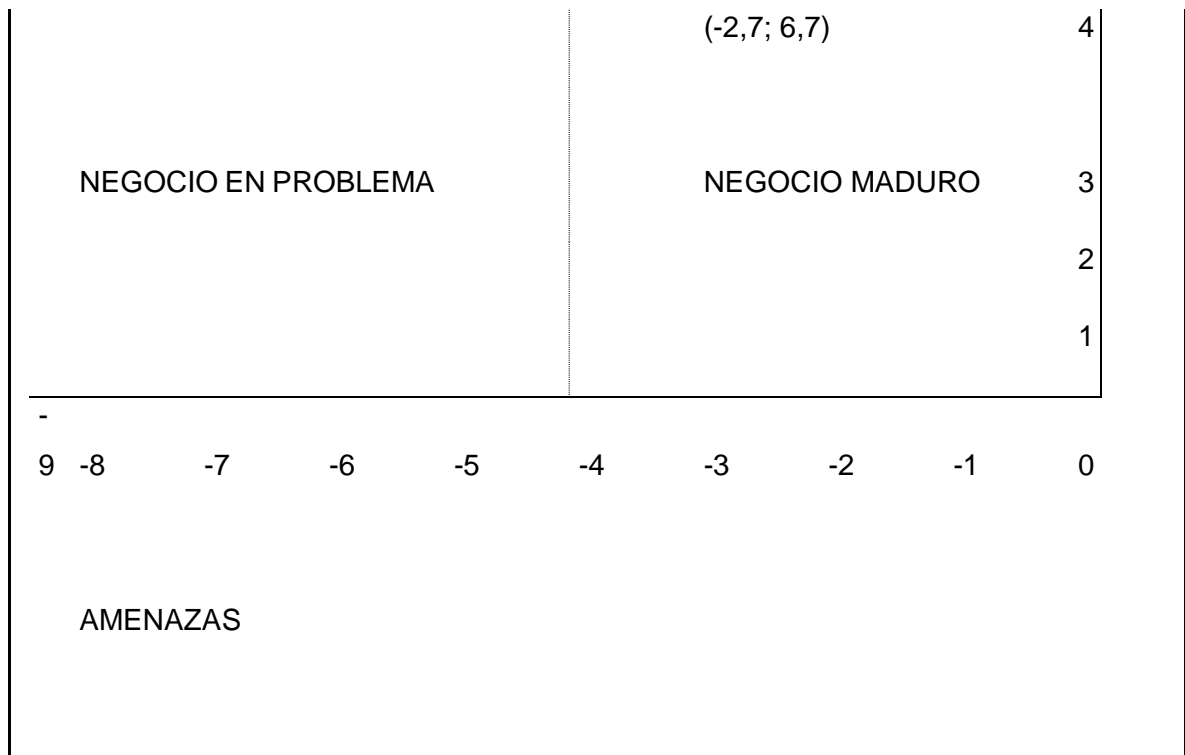 (-2,7; 6,7) 4
NEGOCIO EN PROBLEMA NEGOCIO MADURO 3
2
1
-
9 -8 -7 -6 -5 -4 -3 -2 -1 0
AMENAZAS